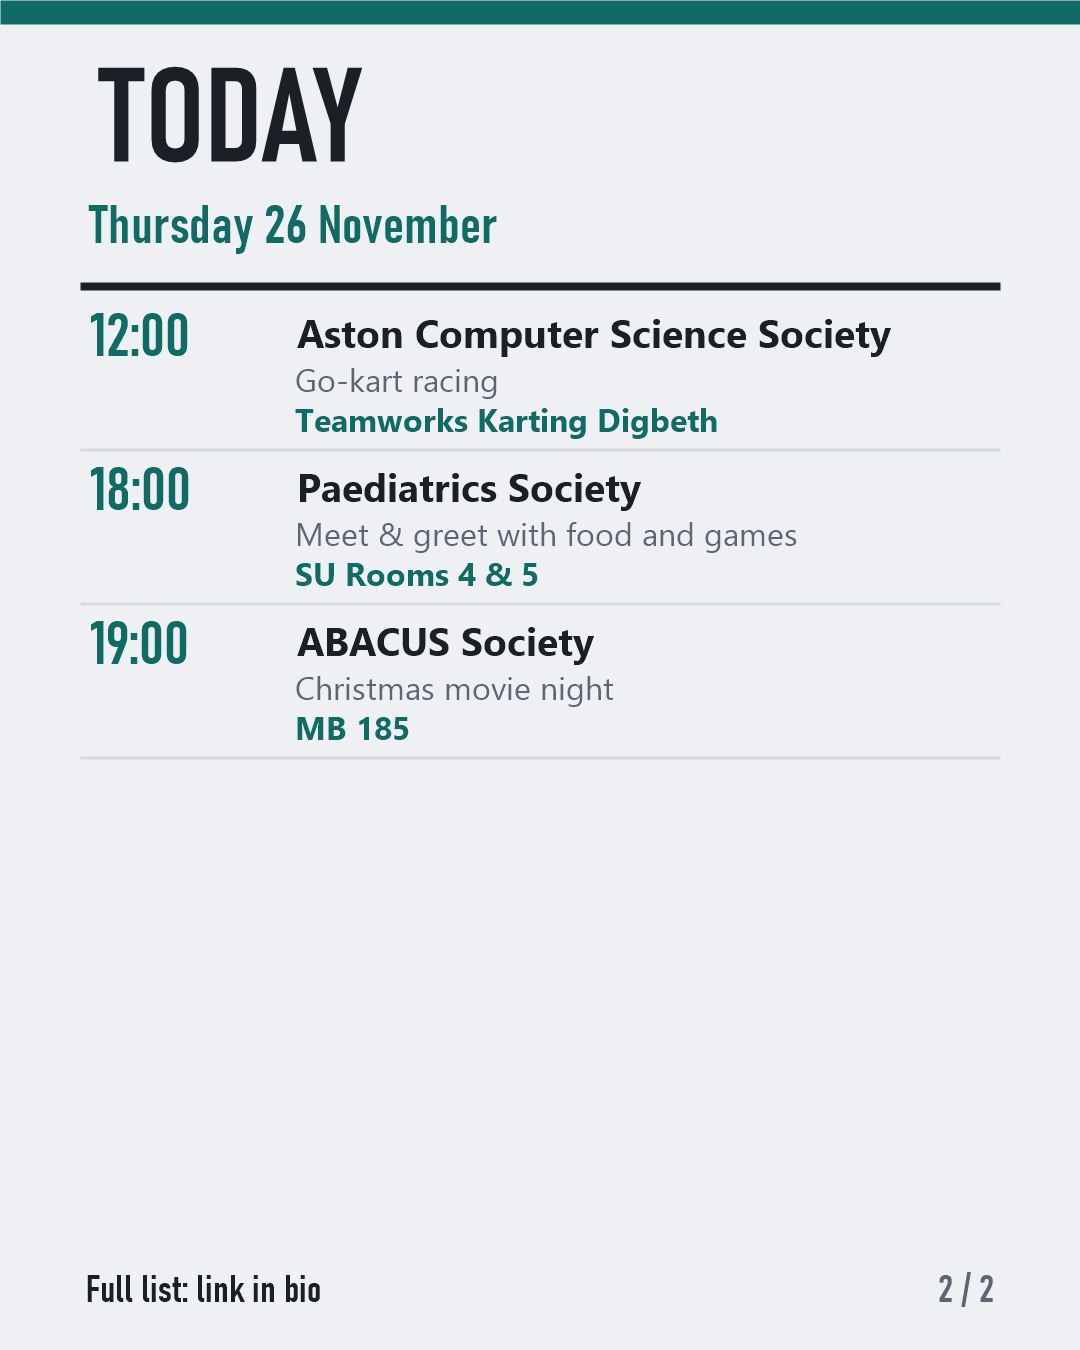 TODAY
Thursday 26 November
12:00
Aston Computer Science Society
Go-kart racing
Teamworks Karting Digbeth
18:00
Paediatrics Society
Meet & greet with food and games
SU Rooms 4 & 5
19:00
ABACUS Society
Christmas movie night
MB 185
Full list: link in bio
2 / 2